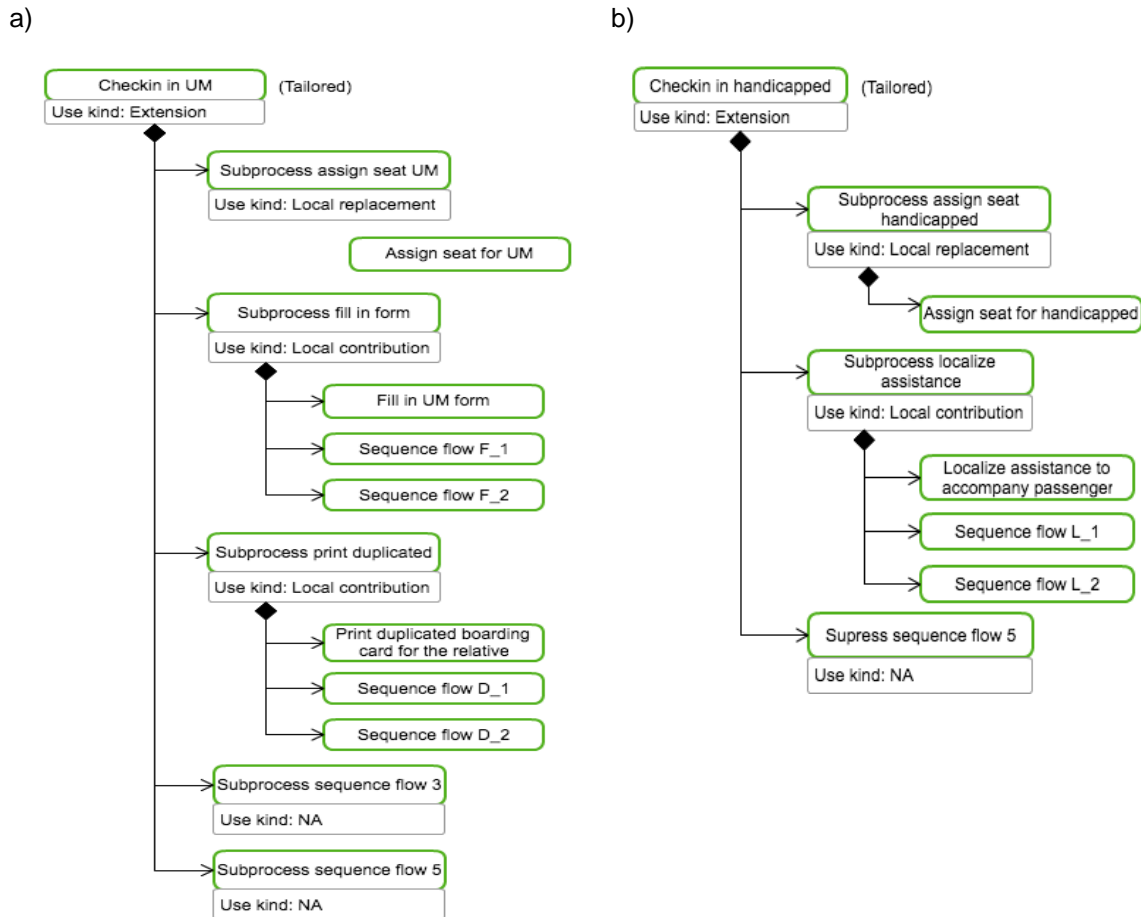 a)
Checkin in UM
(Tailored)
Use kind: Extension
Subprocess assign seat UM
Use kind: Local replacement
Assign seat for UM
Subprocess fill in form
Use kind: Local contribution
Fill in UM form
Sequence flow F_1
Sequence flow F_2
Subprocess print duplicated
Use kind: Local contribution
Print duplicated boarding
card for the relative
Sequence flow D_1
Sequence flow D_2
Subprocess sequence flow 3
Use kind: NA
Subprocess sequence flow 5
Use kind: NA
b)
Checkin in handicapped
(Tailored)
Use kind: Extension
Subprocess assign seat
handicapped
Use kind: Local replacement
Assign seat for handicapped
Subprocess localize
assistance
Use kind: Local contribution
Localize assistance to
accompany passenger
Sequence flow L_1
Sequence flow L_2
Supress sequence flow 5
Use kind: NA